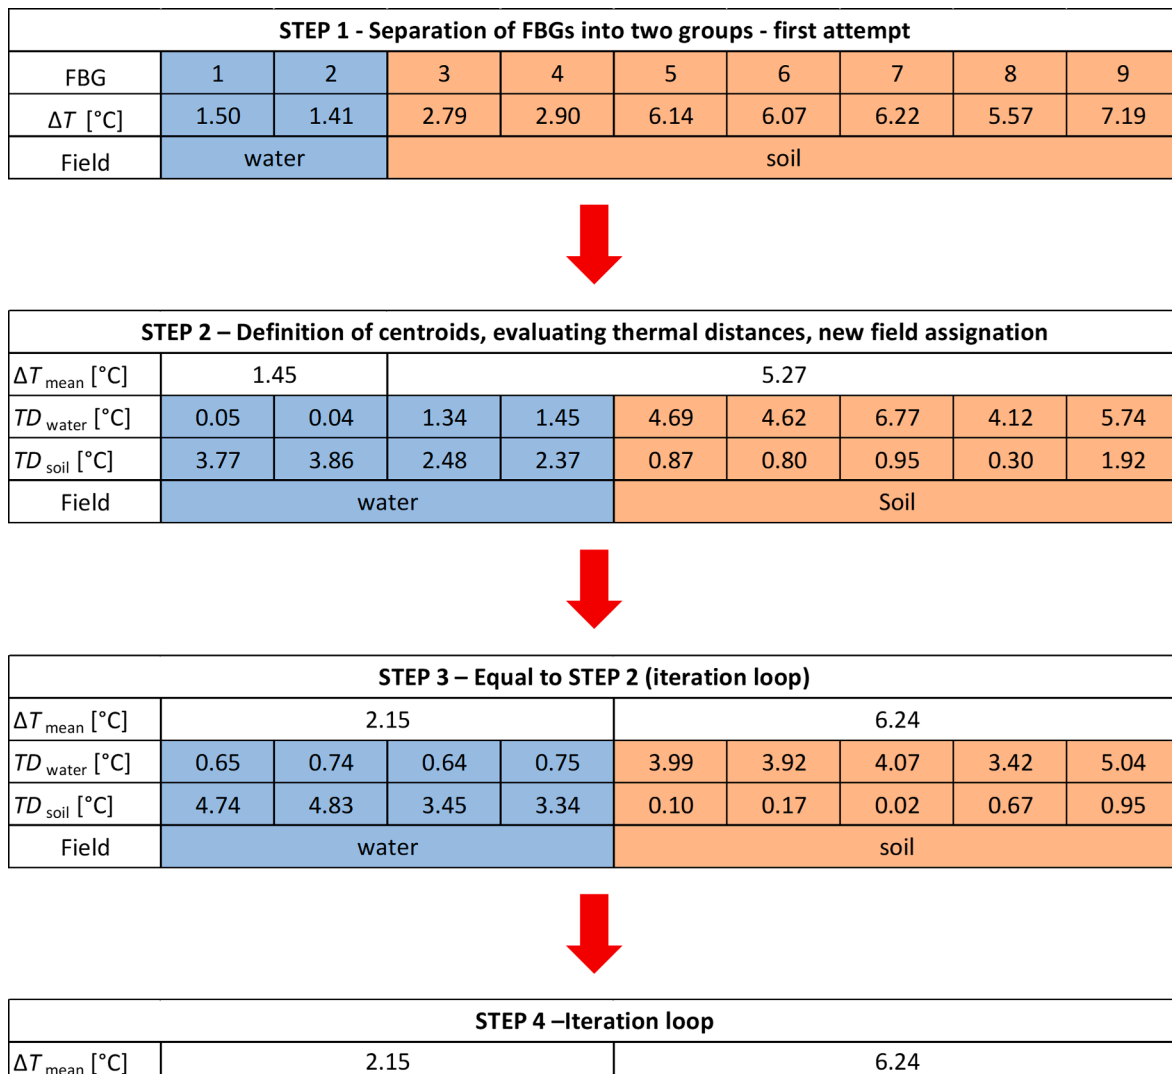 STEP 1 - Separation of FBGs into two groups - first attempt
FBG 1 2 3 4 5 6 7 8 9
ΔT [°C] 1.50 1.41 2.79 2.90 6.14 6.07 6.22 5.57 7.19
Field water soil
STEP 2 – Definition of centroids, evaluating thermal distances, new field assignation
ΔT mean [°C] 1.45 5.27
TD water [°C] 0.05 0.04 1.34 1.45 4.69 4.62 6.77 4.12 5.74
TD soil [°C] 3.77 3.86 2.48 2.37 0.87 0.80 0.95 0.30 1.92
Field water Soil
STEP 3 – Equal to STEP 2 (iteration loop)
ΔT mean [°C] 2.15 6.24
TD water [°C] 0.65 0.74 0.64 0.75 3.99 3.92 4.07 3.42 5.04
TD soil [°C] 4.74 4.83 3.45 3.34 0.10 0.17 0.02 0.67 0.95
Field water soil
STEP 4 –Iteration loop
ΔT mean [°C] 2.15 6.24